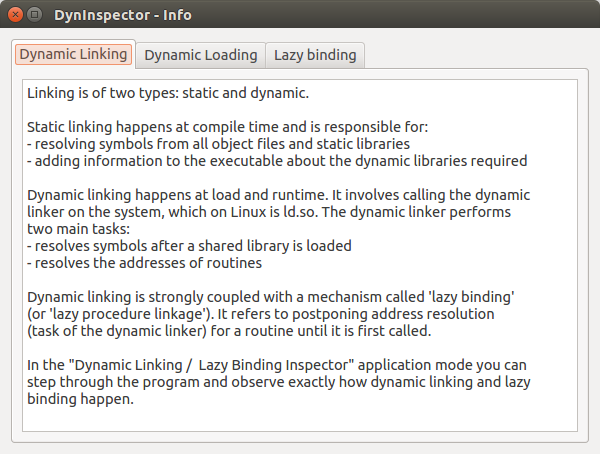 DynInspector - Info
Dynamic Linking Dynamic Loading Lazy binding
Linking is of two types: static and dynamic.
Static linking happens at compile time and is responsible for:
- resolving symbols from all object files and static libraries
- adding information to the executable about the dynamic libraries required
Dynamic linking happens at load and runtime. It involves calling the dynamic
linker on the system, which on Linux is ld.so. The dynamic linker performs
two main tasks:
- resolves symbols after a shared library is loaded
- resolves the addresses of routines
Dynamic linking is strongly coupled with a mechanism called 'lazy binding'
(or 'lazy procedure linkage'). It refers to postponing address resolution
(task of the dynamic linker) for a routine until it is first called.
In the "Dynamic Linking /  Lazy Binding Inspector" application mode you can
step through the program and observe exactly how dynamic linking and lazy
binding happen.